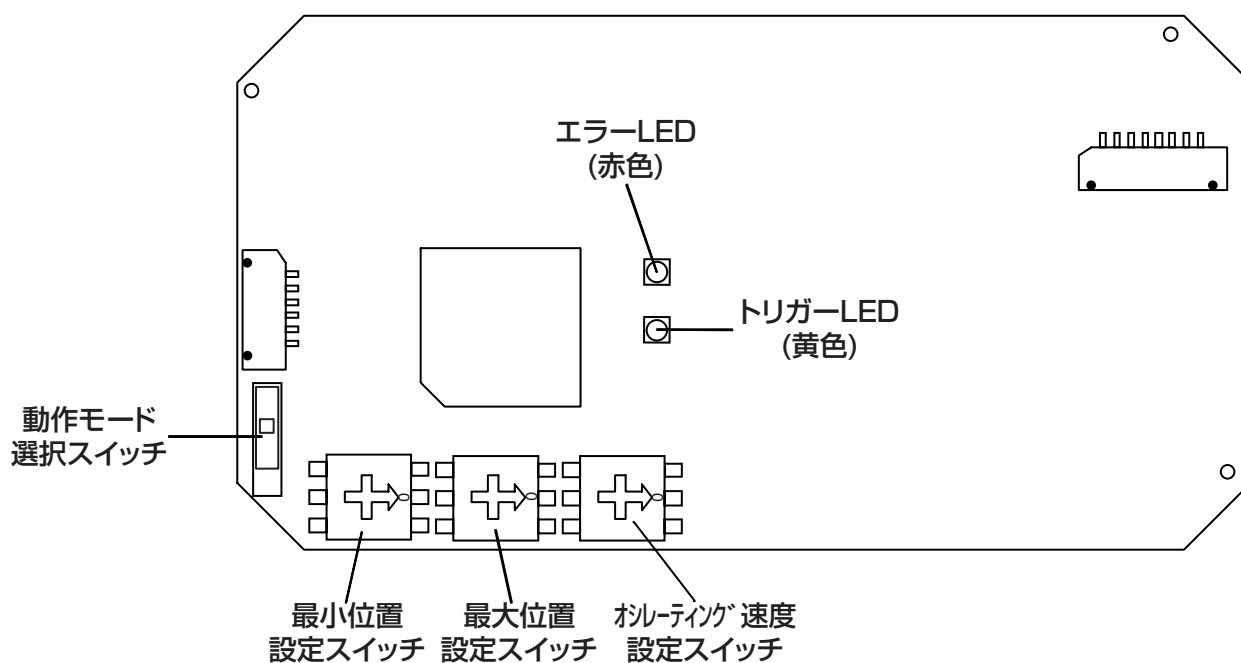 エラーLED
(赤色)
トリガーLED
(黄色)
動作モード
選択スイッチ
0
0
0
最小位置
設定スイッチ
最大位置
設定スイッチ
ｵｼﾚｰﾃｨﾝｸﾞ速度
設定スイッチ